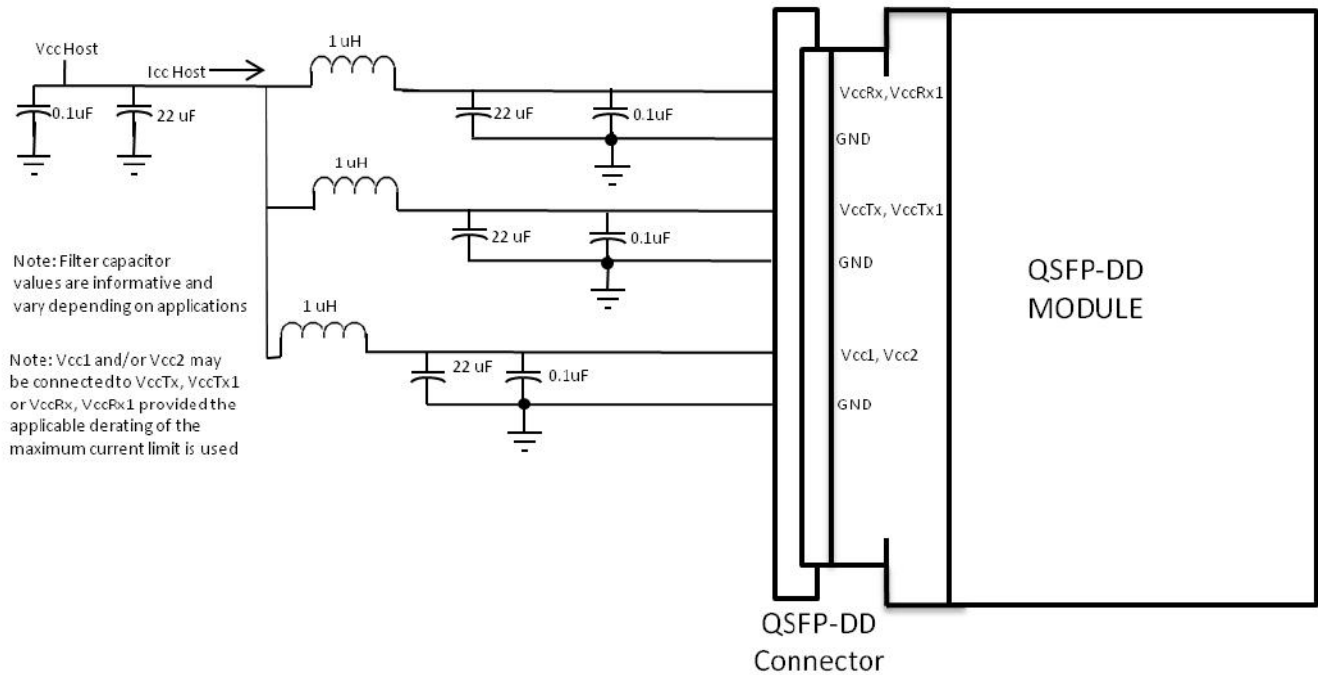 Vcc Host
Icc Host
0.1uF
22 uF
1 uH
22 uF
0.1uF
VccRx, VccRx1
GND
1 uH
22 uF
0.1uF
VccTx, VccTx1
GND
Note: Filter capacitor
values are informative and
vary depending on applications
1 uH
22 uF
0.1uF
Vcc1, Vcc2
GND
Note: Vcc1 and/or Vcc2 may
be connected to VccTx, VccTx1
or VccRx, VccRx1 provided the
applicable derating of the
maximum current limit is used
QSFP-DD
MODULE
QSFP-DD
Connector